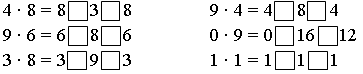 4 · 8 = 8□3□8 9 · 4 = 4□8□4
9 · 6 = 6□8□6 0 · 9 = 0□16□12
3 · 8 = 3□9□3 1 · 1 = 1□1□1